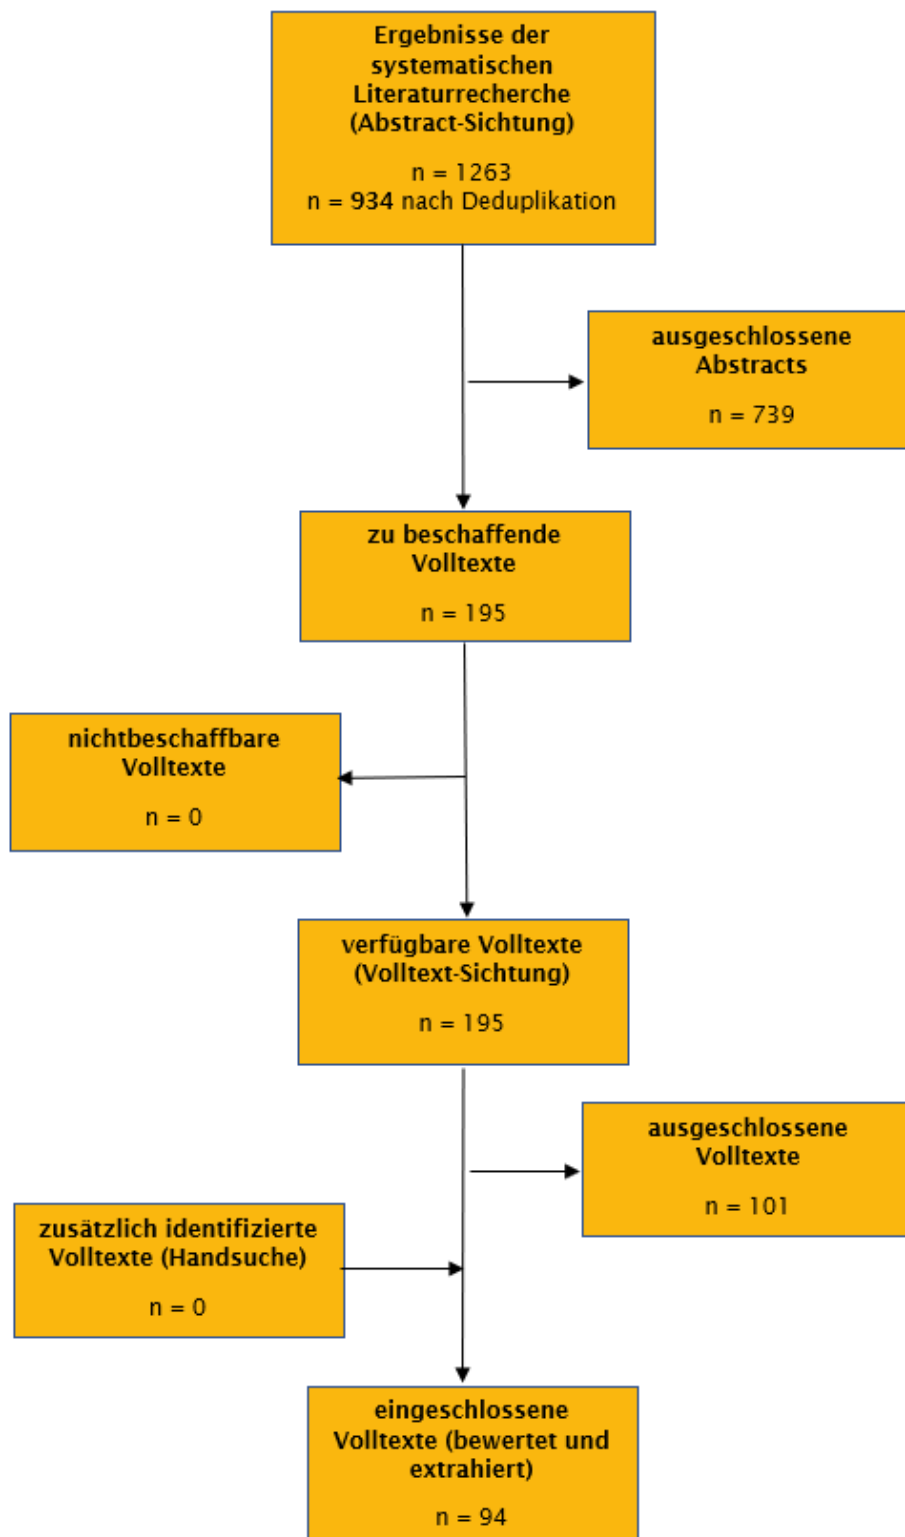 Ergebnisse der
systematischen
Literaturrecherche
(Abstract-Sichtung)
n = 1263
n = 934 nach Deduplikation
ausgeschlossene
Abstracts
n = 739
zu beschaffende
Volltexte
n = 195
nichtbeschaffbare
Volltexte
n = 0
verfügbare Volltexte
(Volltext-Sichtung)
n = 195
ausgeschlossene
Volltexte
n = 101
zusätzlich identifizierte
Volltexte (Handsuche)
n = 0
eingeschlossene
Volltexte (bewertet und
extrahiert)
n = 94